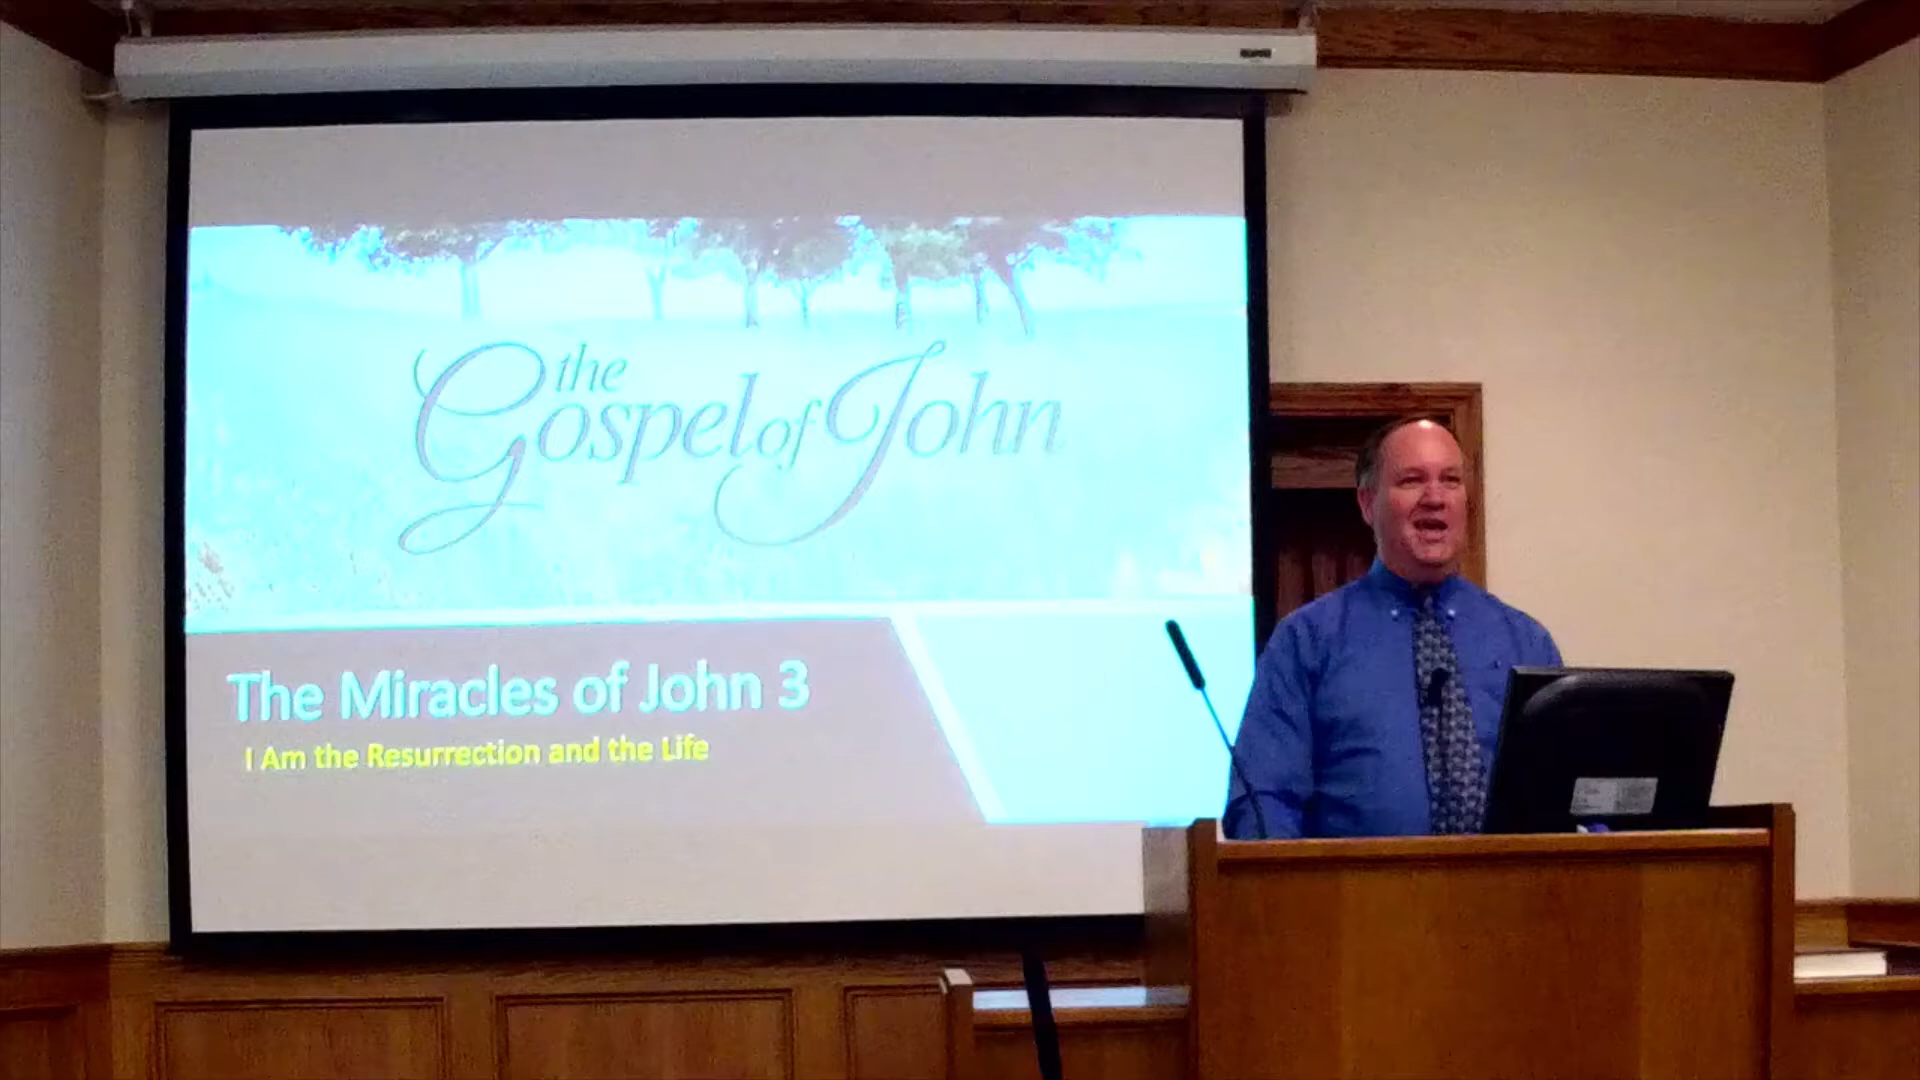 the
Gospel of John
The Miracles of John 3
I Am the Resurrection and the Life